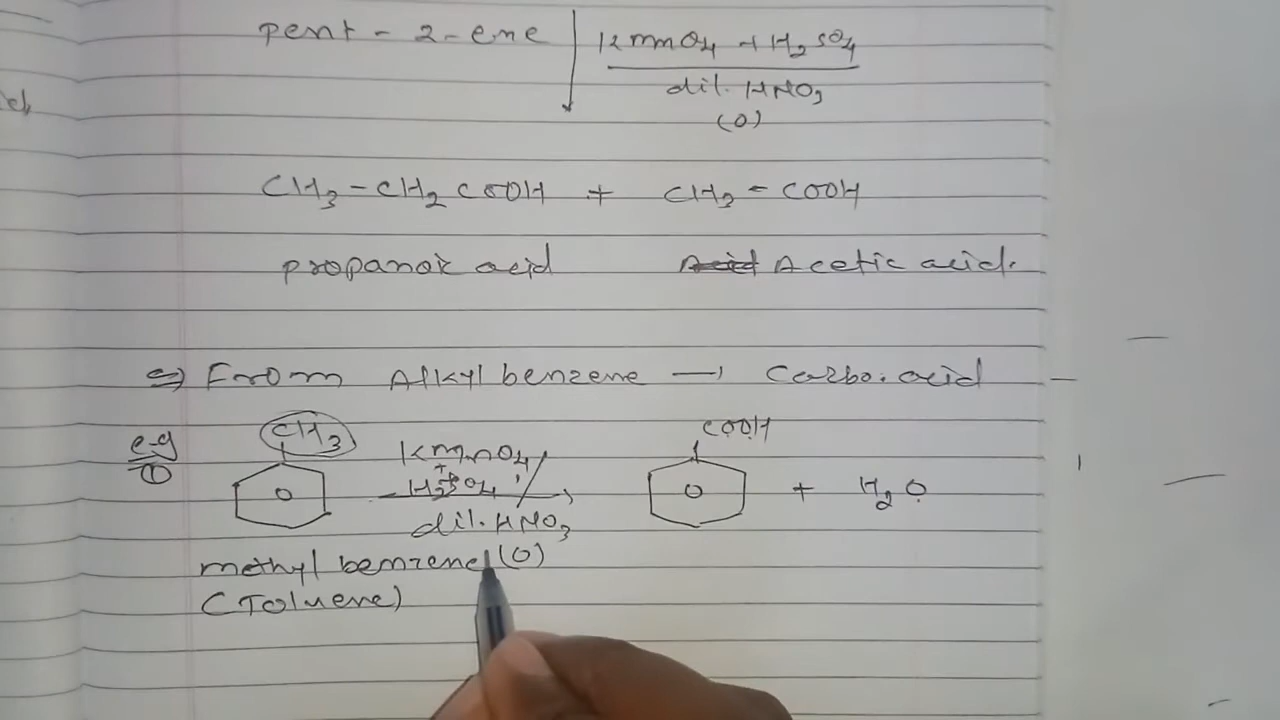 pent - 2 - ene KMnO4 + H2SO4
dil. HNO3
(O)
CH3 - CH2 COOH + CH3 - COOH
propanoic acid Acetic acid.
=> From Alkyl benzene → Carbo. acid
e.g
① CH3 KMnO4 / COOH
+
H2SO4 + H2O
dil. HNO3
methyl benzene (O)
(Toluene)